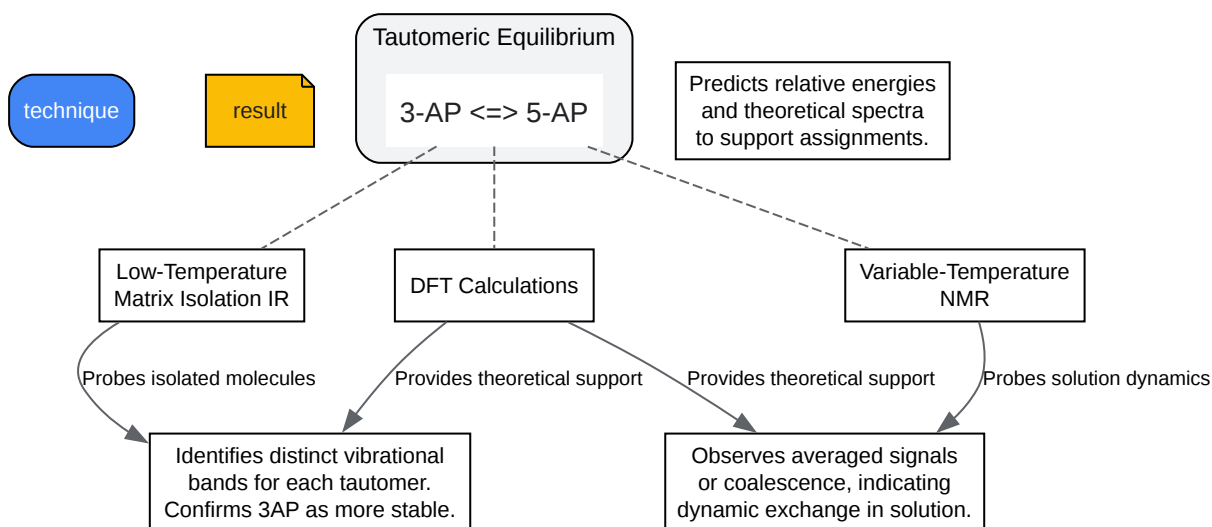 Tautomeric Equilibrium
technique
result
3-AP <=> 5-AP
Predicts relative energies
and theoretical spectra
to support assignments.
Low-Temperature
Matrix Isolation IR
DFT Calculations
Variable-Temperature
NMR
Probes isolated molecules
Provides theoretical support
Provides theoretical support
Probes solution dynamics
Identifies distinct vibrational
bands for each tautomer.
Confirms 3AP as more stable.
Observes averaged signals
or coalescence, indicating
dynamic exchange in solution.